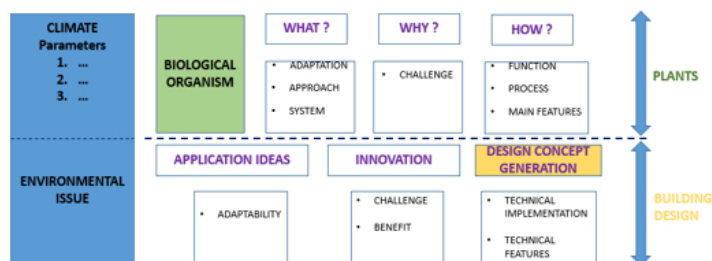 CLIMATE
Parameters
1. ...
2. ...
3. ...
BIOLOGICAL
ORGANISM
WHAT ?
• ADAPTATION
• APPROACH
• SYSTEM
WHY ?
• CHALLENGE
HOW ?
• FUNCTION
• PROCESS
• MAIN FEATURES
PLANTS
ENVIRONMENTAL
ISSUE
APPLICATION IDEAS
• ADAPTABILITY
INNOVATION
• CHALLENGE
• BENEFIT
DESIGN CONCEPT
GENERATION
• TECHNICAL
IMPLEMENTATION
• TECHNICAL
FEATURES
BUILDING
DESIGN